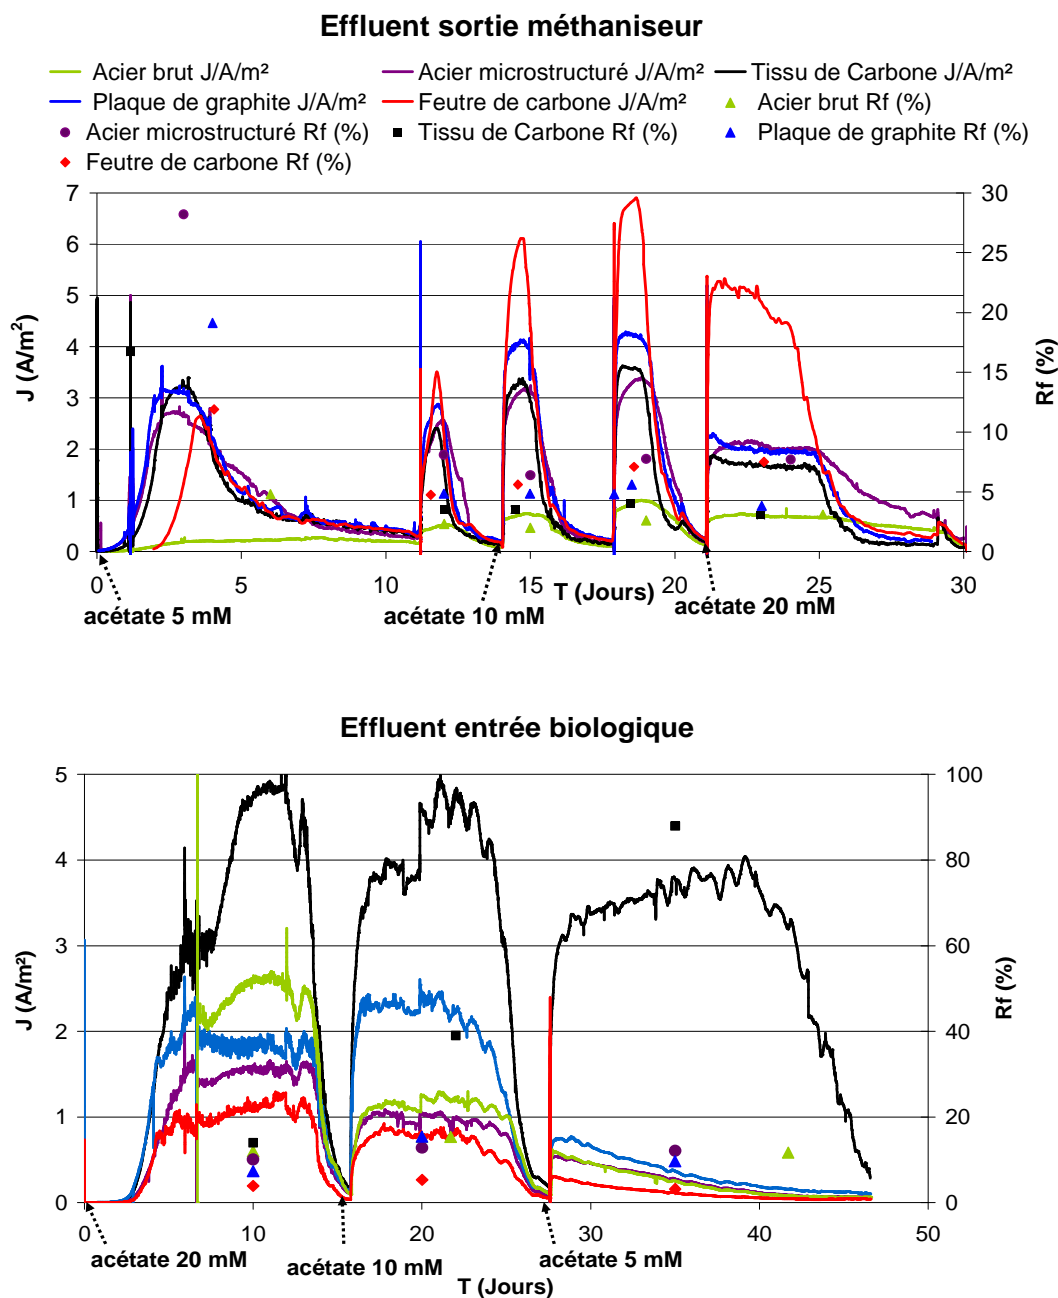 Effluent sortie méthaniseur
Acier brut J/A/m² Acier microstructuré J/A/m² Tissu de Carbone J/A/m²
Plaque de graphite J/A/m² Feutre de carbone J/A/m² Acier brut Rf (%)
Acier microstructuré Rf (%) Tissu de Carbone Rf (%) Plaque de graphite Rf (%)
Feutre de carbone Rf (%)
7 30
6 25
5 20
4 15
3 10
2 5
1 0
0
J (A/m²)
Rf (%)
0 5 10 15 20 25 30
T (Jours)
acétate 5 mM acétate 10 mM acétate 20 mM
Effluent entrée biologique
5 100
4 80
3 60
2 40
1 20
0 0
J (A/m²)
Rf (%)
0 10 20 30 40 50
acétate 20 mM acétate 10 mM acétate 5 mM
T (Jours)